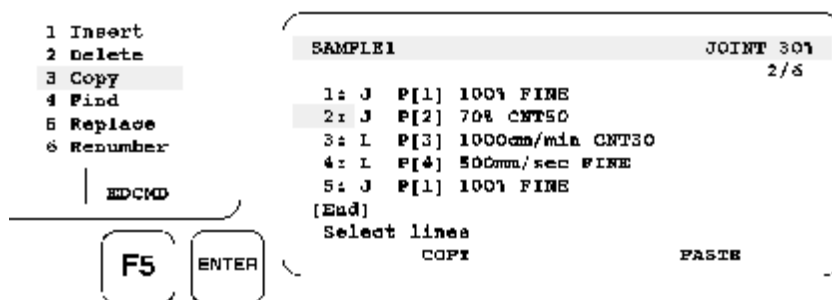 1 Insert
2 Delete
3 Copy
4 Find
5 Replace
6 Renumber
EDCMD
F5
ENTER
SAMPLE1 JOINT 30%
2/6
1: J P[1] 100% FINE
2: J P[2] 70% CNT50
3: L P[3] 1000cm/min CNT30
4: L P[4] 500mm/sec FINE
5: J P[1] 100% FINE
[End]
Select lines
COPY PASTE